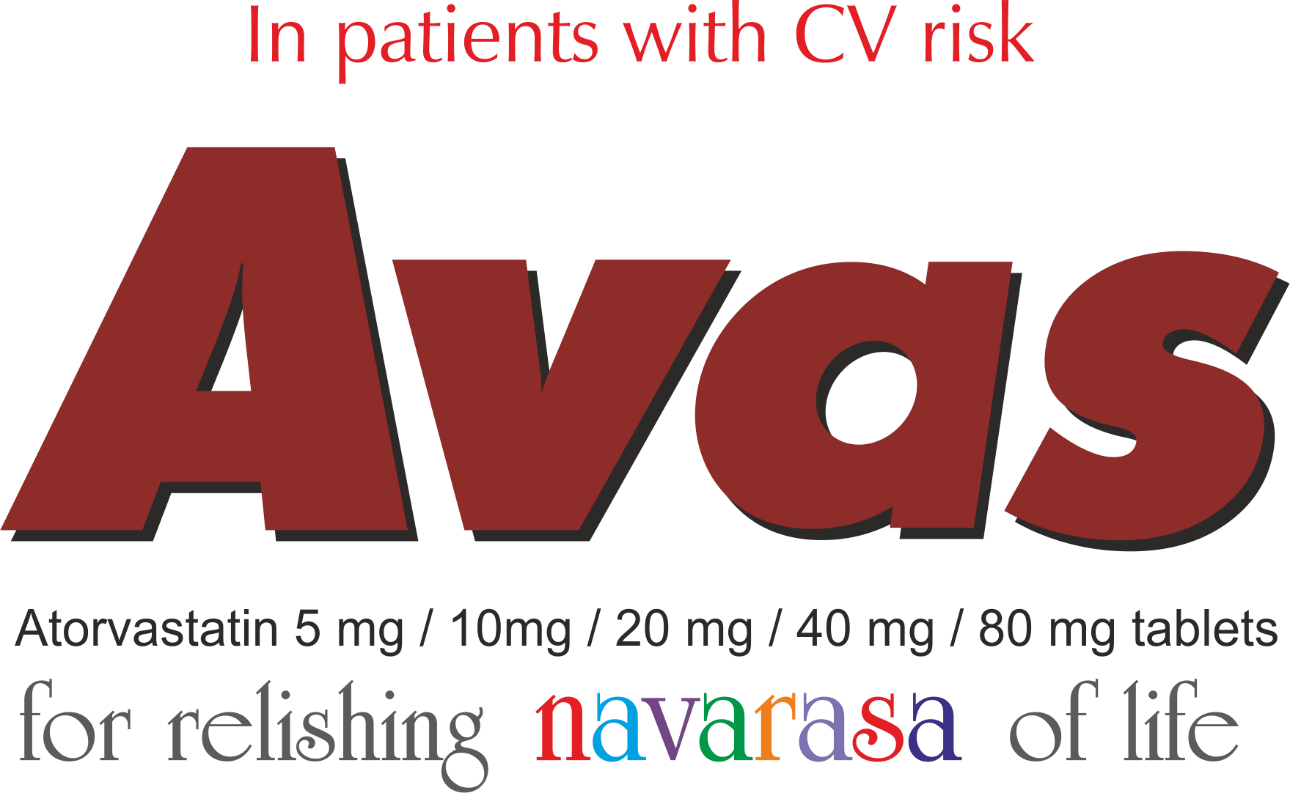 In patients with CV risk
Avas
Atorvastatin 5 mg / 10mg / 20 mg / 40 mg / 80 mg tablets
for relishing navarasa of life